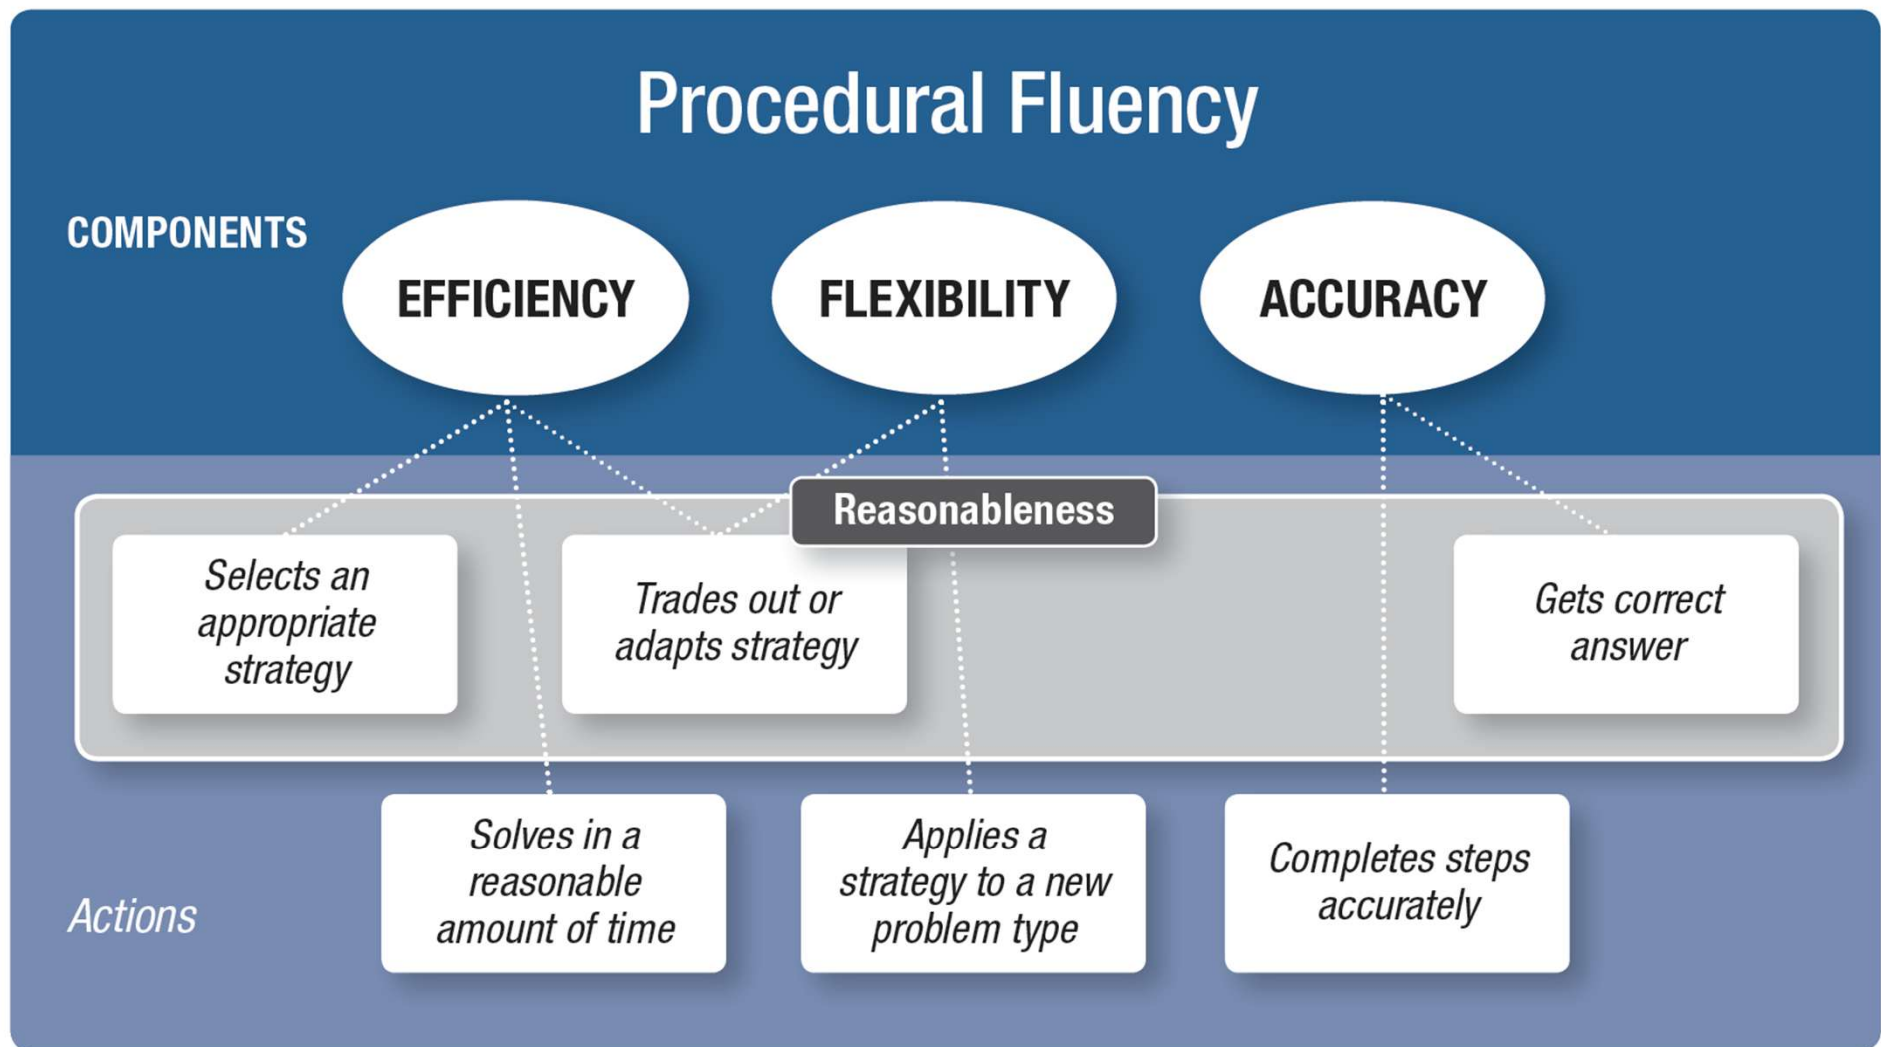 Procedural Fluency
COMPONENTS
EFFICIENCY
FLEXIBILITY
ACCURACY
Reasonableness
Selects an
appropriate
strategy
Trades out or
adapts strategy
Gets correct
answer
Actions
Solves in a
reasonable
amount of time
Applies a
strategy to a new
problem type
Completes steps
accurately